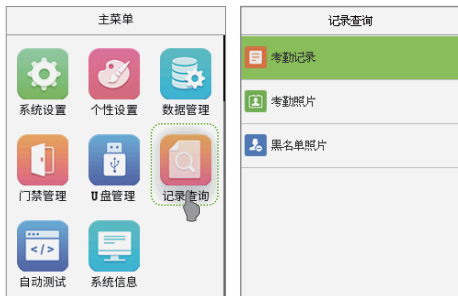 主菜单
系统设置 个性设置 数据管理
门禁管理 U盘管理 记录查询
</>
自动测试 系统信息
记录查询
考勤记录
考勤照片
黑名单照片